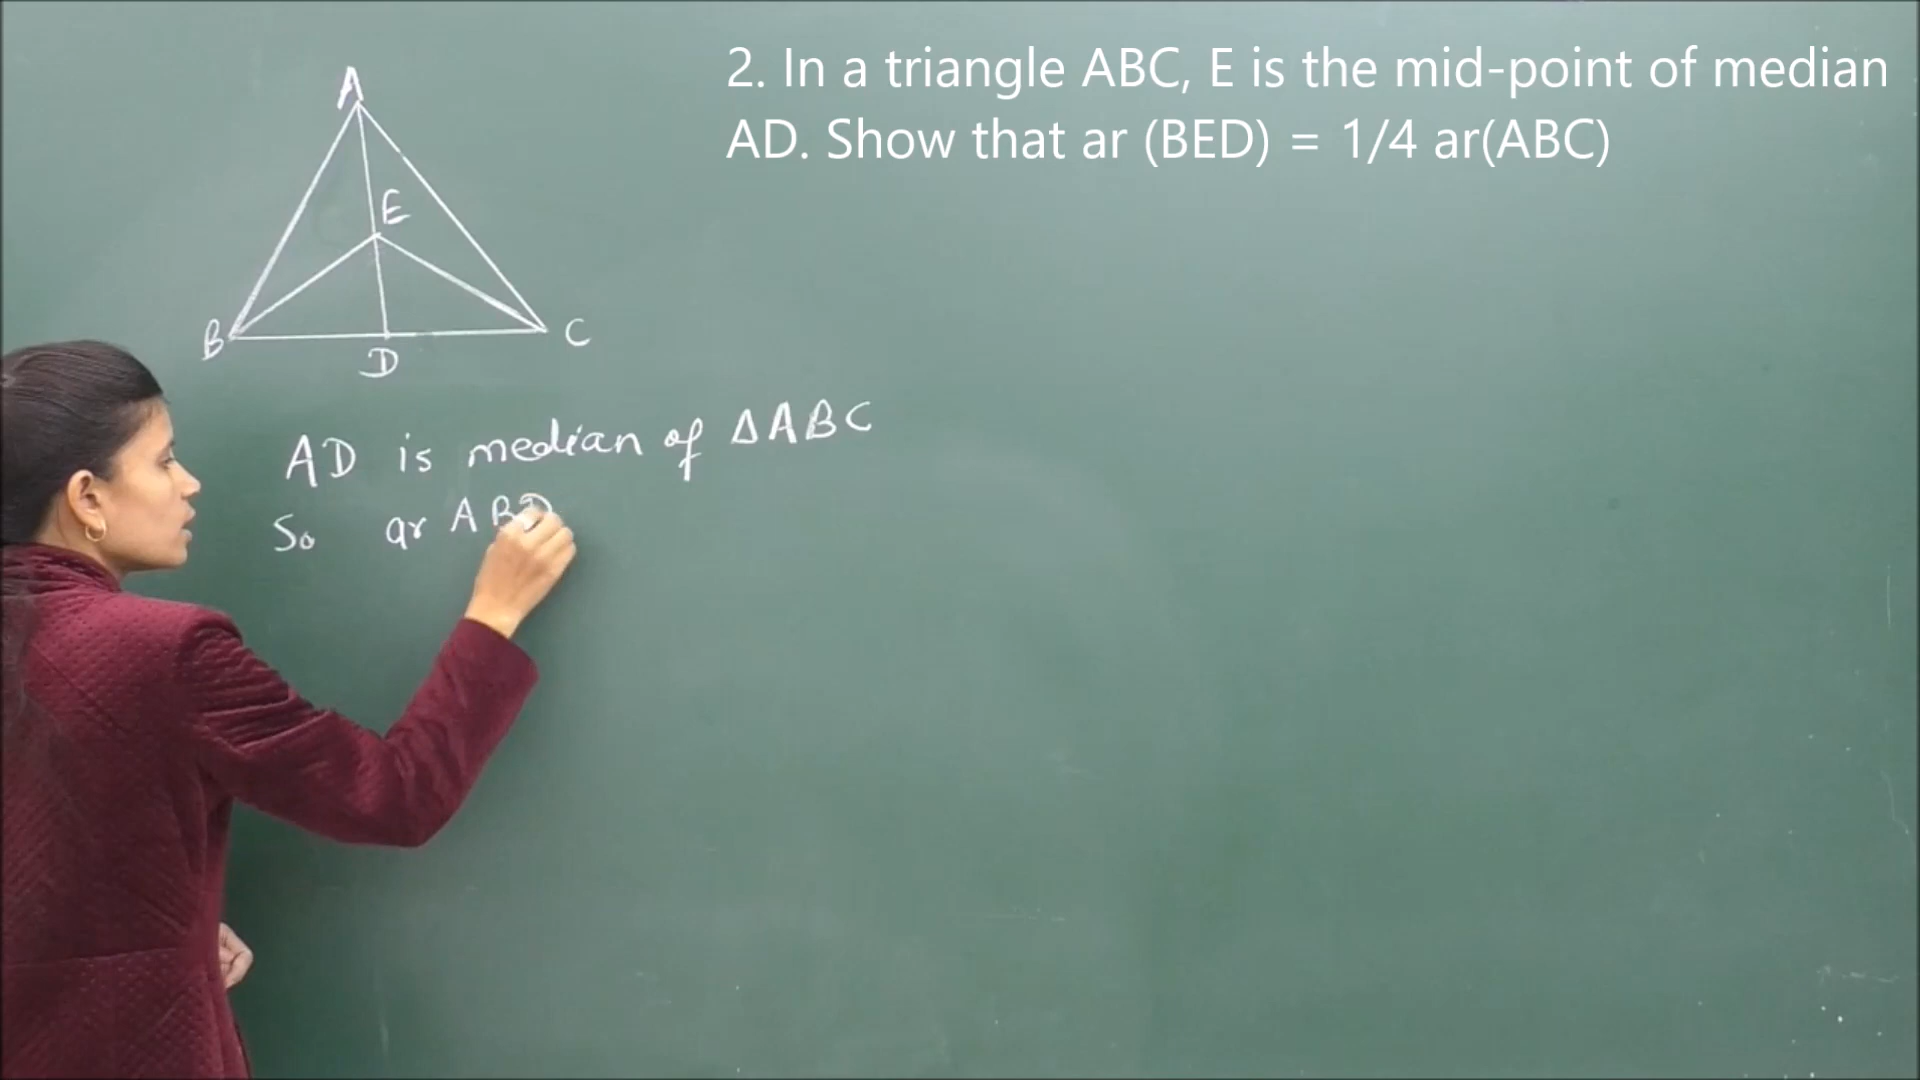 2. In a triangle ABC, E is the mid-point of median
AD. Show that ar (BED) = 1/4 ar(ABC)
A
E
B
C
D
AD is median of ΔABC
So ar ABD